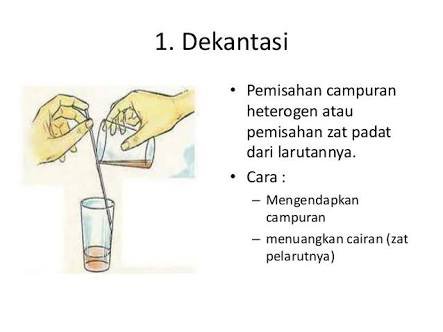 1. Dekantasi
• Pemisahan campuran
heterogen atau
pemisahan zat padat
dari larutannya.
• Cara :
– Mengendapkan
campuran
– menuangkan cairan (zat
pelarutnya)